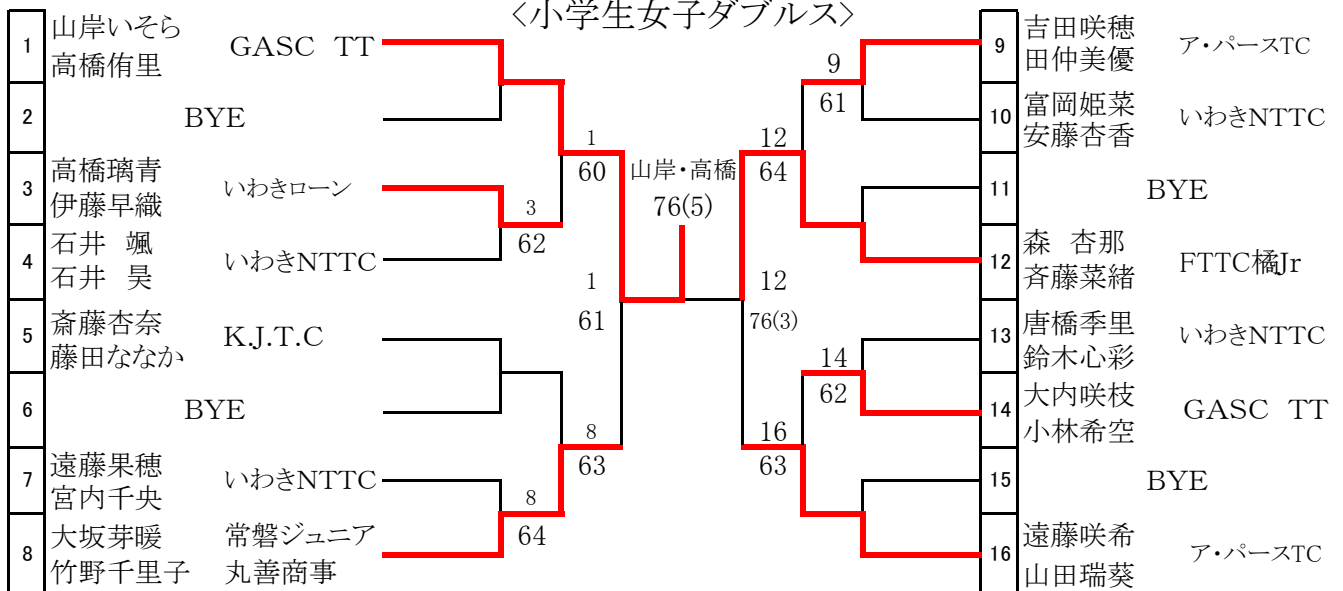 <小学生女子ダブルス>
1
山岸いそら
高橋侑里
GASC TT
2
BYE
3
高橋璃青
伊藤早織
いわきローン
4
石井 颯
石井 昊
いわきNTTC
5
斎藤杏奈
藤田ななか
K.J.T.C
6
BYE
7
遠藤果穂
宮内千央
いわきNTTC
8
大坂芽暖
竹野千里子
常磐ジュニア
丸善商事
3
62
8
64
1
60
8
63
1
61
山岸・高橋
76(5)
12
76(3)
12
64
16
63
9
61
14
62
9
吉田咲穂
田仲美優
ア・パースTC
10
富岡姫菜
安藤杏香
いわきNTTC
11
BYE
12
森 杏那
斉藤菜緒
FTTC橘Jr
13
唐橋季里
鈴木心彩
いわきNTTC
14
大内咲枝
小林希空
GASC TT
15
BYE
16
遠藤咲希
山田瑞葵
ア・パースTC